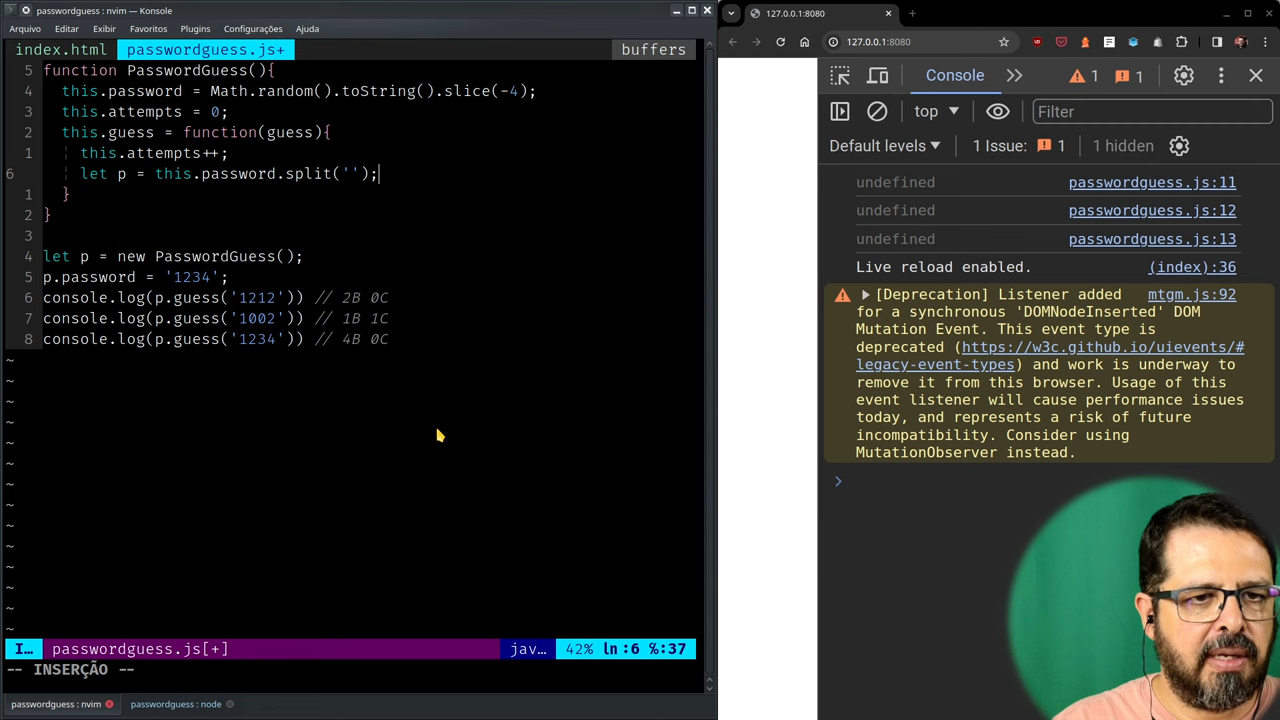 passwordguess : nvim — Konsole
Arquivo Editar Exibir Favoritos Plugins Configurações Ajuda
index.html passwordguess.js+ buffers
5 function PasswordGuess(){
4 this.password = Math.random().toString().slice(-4);
3 this.attempts = 0;
2 this.guess = function(guess){
1 this.attempts++;
6 let p = this.password.split('');
1 }
2 }
3
4 let p = new PasswordGuess();
5 p.password = '1234';
6 console.log(p.guess('1212')) // 2B 0C
7 console.log(p.guess('1002')) // 1B 1C
8 console.log(p.guess('1234')) // 4B 0C
~
~
~
~
~
~
~
~
~
~
~
~
~
~
I… passwordguess.js[+] jav… 42% ln:6 %:37
-- INSERÇÃO --
passwordguess : nvim passwordguess : node
127.0.0.1:8080
127.0.0.1:8080
Console 1 1
top Filter
Default levels 1 Issue: 1 1 hidden
undefined passwordguess.js:11
undefined passwordguess.js:12
undefined passwordguess.js:13
Live reload enabled. (index):36
[Deprecation] Listener added mtgm.js:92
for a synchronous 'DOMNodeInserted' DOM
Mutation Event. This event type is
deprecated (https://w3c.github.io/uievents/#
legacy-event-types) and work is underway to
remove it from this browser. Usage of this
event listener will cause performance issues
today, and represents a risk of future
incompatibility. Consider using
MutationObserver instead.